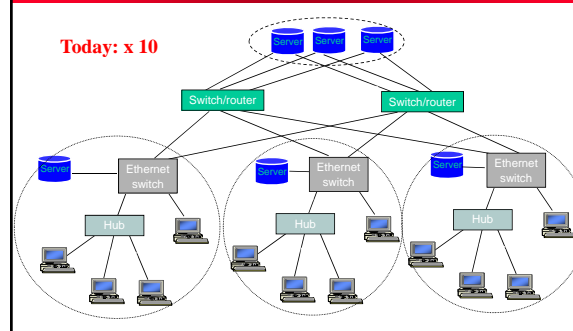 Today: x 10
Server
Server
Server
Switch/router
Switch/router
Server
Ethernet
switch
Server
Ethernet
switch
Server
Ethernet
switch
Hub
Hub
Hub